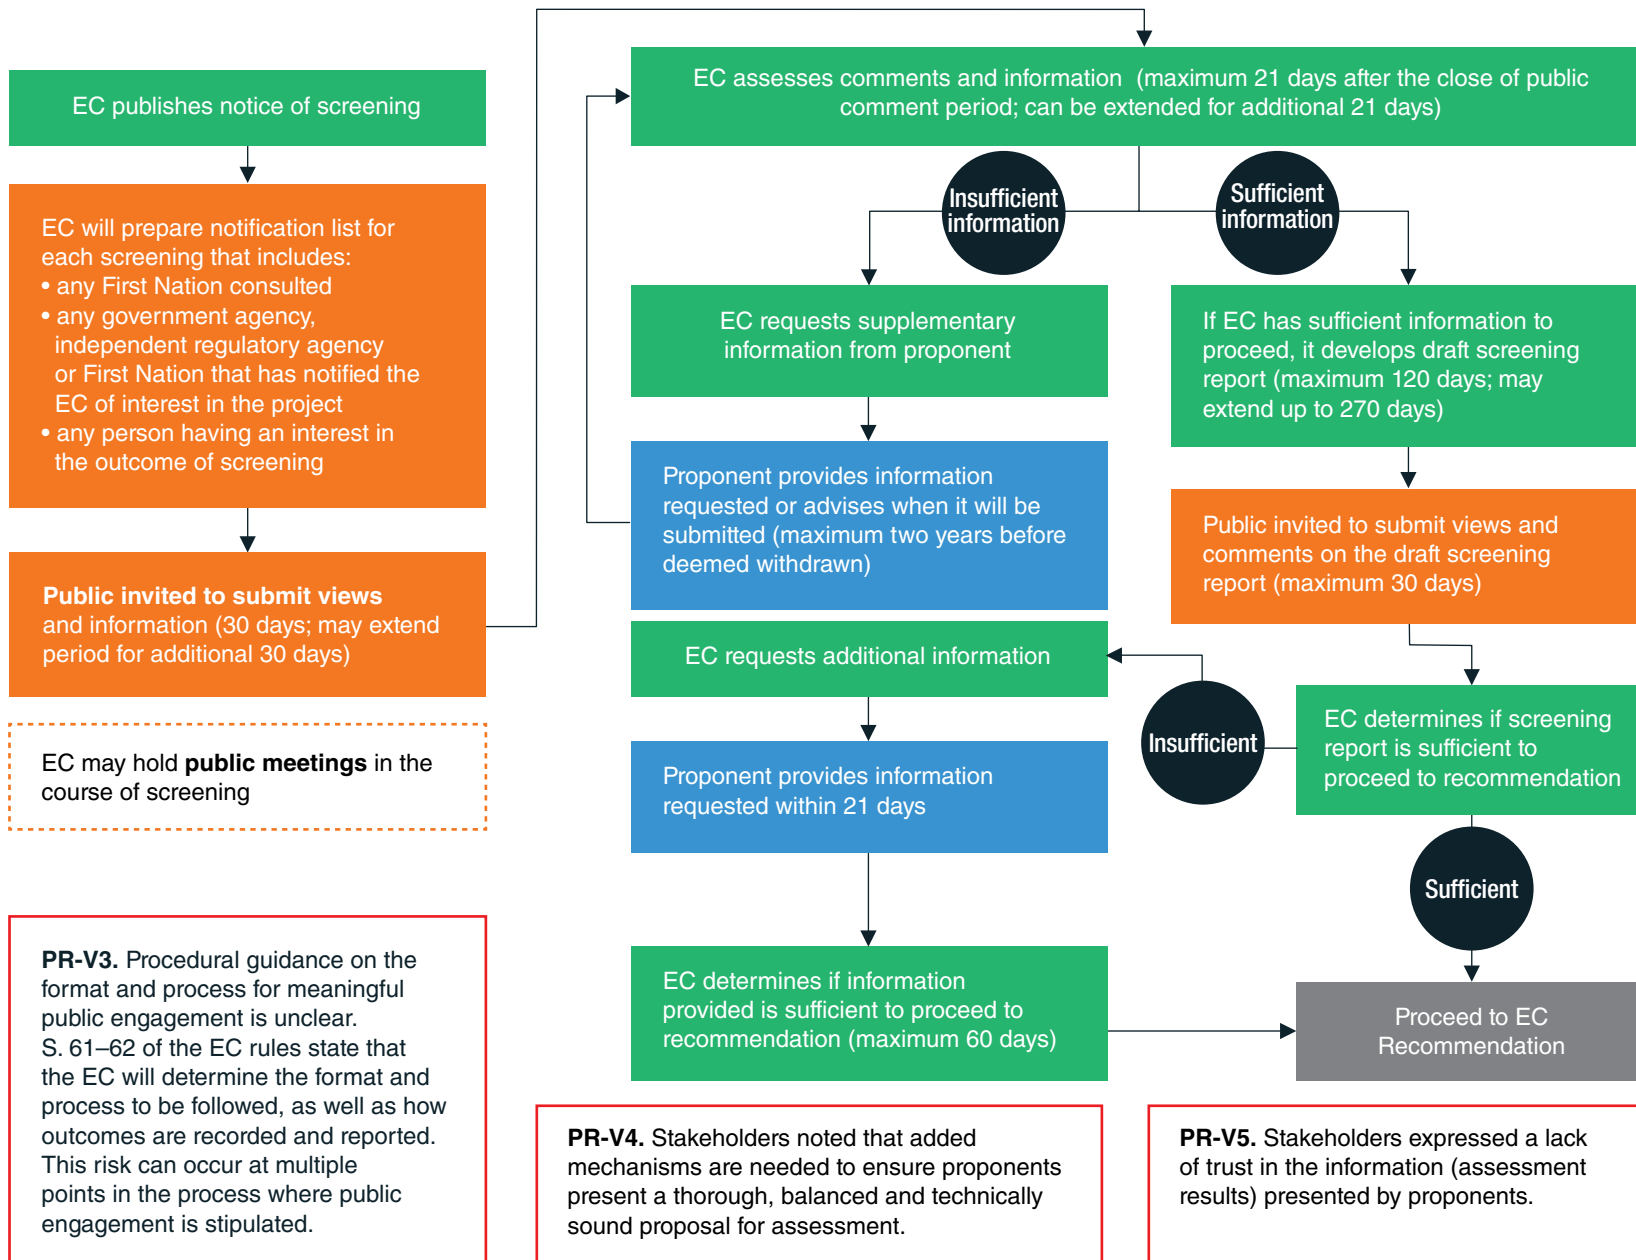 EC publishes notice of screening
EC will prepare notification list for
each screening that includes:
• any First Nation consulted
• any government agency,
independent regulatory agency
or First Nation that has notified the
EC of interest in the project
• any person having an interest in
the outcome of screening
Public invited to submit views
and information (30 days; may extend
period for additional 30 days)
EC may hold public meetings in the
course of screening
PR-V3. Procedural guidance on the
format and process for meaningful
public engagement is unclear.
S. 61–62 of the EC rules state that
the EC will determine the format and
process to be followed, as well as how
outcomes are recorded and reported.
This risk can occur at multiple
points in the process where public
engagement is stipulated.
EC assesses comments and information (maximum 21 days after the close of public
comment period; can be extended for additional 21 days)
Insufficient
information
Sufficient
information
EC requests supplementary
information from proponent
Proponent provides information
requested or advises when it will be
submitted (maximum two years before
deemed withdrawn)
If EC has sufficient information to
proceed, it develops draft screening
report (maximum 120 days; may
extend up to 270 days)
Public invited to submit views and
comments on the draft screening
report (maximum 30 days)
EC determines if screening
report is sufficient to
proceed to recommendation
Insufficient
EC requests additional information
Proponent provides information
requested within 21 days
EC determines if information
provided is sufficient to proceed to
recommendation (maximum 60 days)
Sufficient
Proceed to EC
Recommendation
PR-V4. Stakeholders noted that added
mechanisms are needed to ensure proponents
present a thorough, balanced and technically
sound proposal for assessment.
PR-V5. Stakeholders expressed a lack
of trust in the information (assessment
results) presented by proponents.